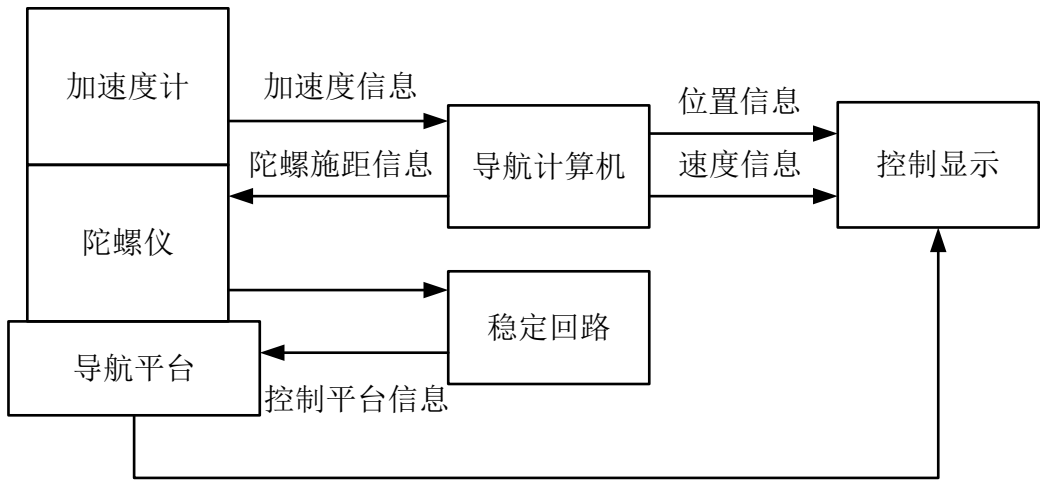 加速度计
加速度信息
位置信息
陀螺施距信息
导航计算机
速度信息
控制显示
陀螺仪
稳定回路
导航平台
控制平台信息